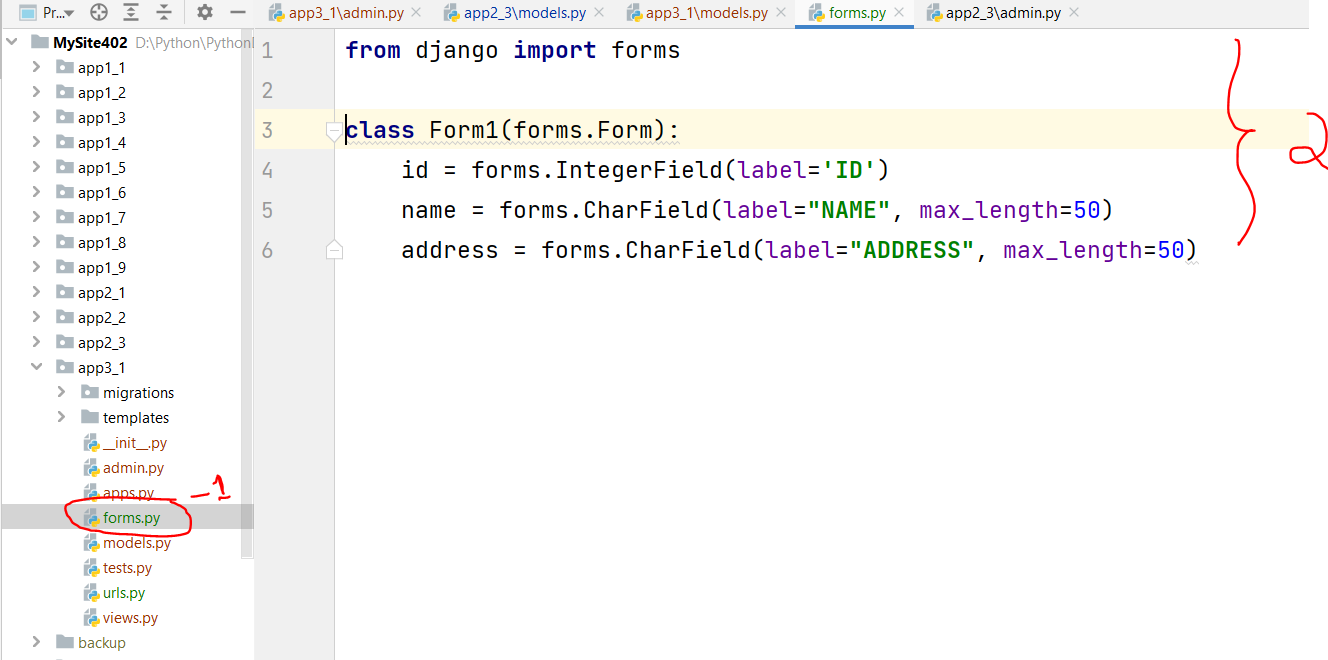 Pr...
app3_1\admin.py
app2_3\models.py
app3_1\models.py
forms.py
app2_3\admin.py
MySite402 D:\Python\Python
app1_1
app1_2
app1_3
app1_4
app1_5
app1_6
app1_7
app1_8
app1_9
app2_1
app2_2
app2_3
app3_1
migrations
templates
__init__.py
admin.py
apps.py
forms.py
models.py
tests.py
urls.py
views.py
backup
-1
1 from django import forms
2
3 class Form1(forms.Form):
4 id = forms.IntegerField(label='ID')
5 name = forms.CharField(label="NAME", max_length=50)
6 address = forms.CharField(label="ADDRESS", max_length=50)
2